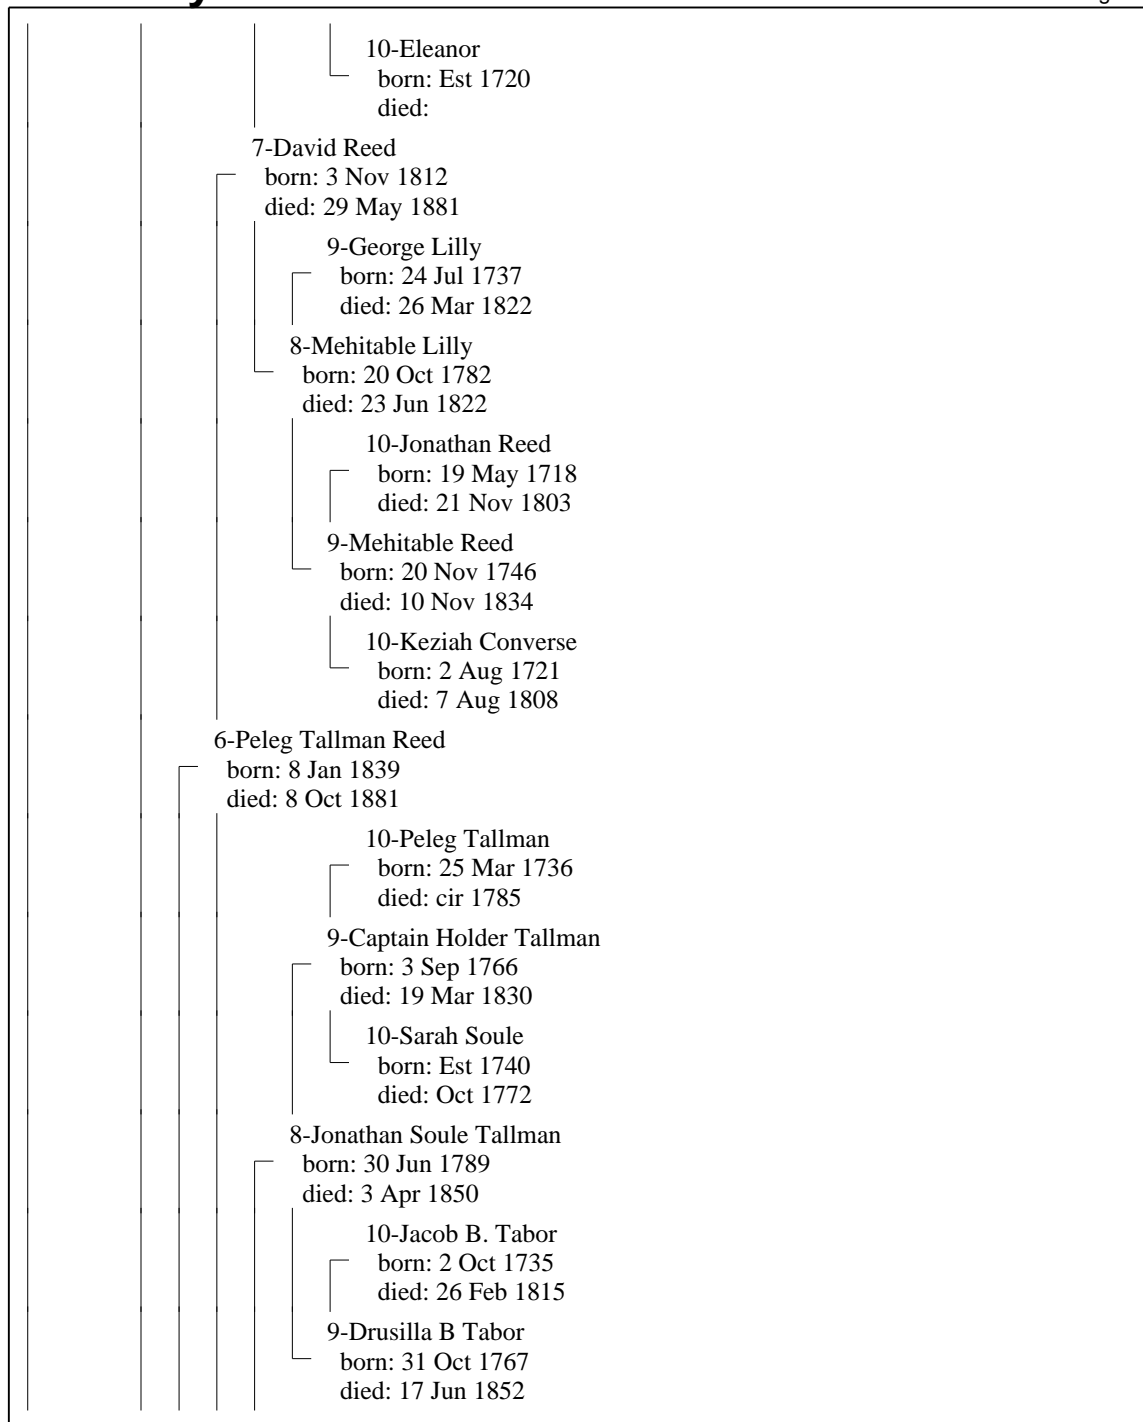 10-Eleanor
born: Est 1720
died:
7-David Reed
born: 3 Nov 1812
died: 29 May 1881
9-George Lilly
born: 24 Jul 1737
died: 26 Mar 1822
8-Mehitable Lilly
born: 20 Oct 1782
died: 23 Jun 1822
10-Jonathan Reed
born: 19 May 1718
died: 21 Nov 1803
9-Mehitable Reed
born: 20 Nov 1746
died: 10 Nov 1834
10-Keziah Converse
born: 2 Aug 1721
died: 7 Aug 1808
6-Peleg Tallman Reed
born: 8 Jan 1839
died: 8 Oct 1881
10-Peleg Tallman
born: 25 Mar 1736
died: cir 1785
9-Captain Holder Tallman
born: 3 Sep 1766
died: 19 Mar 1830
10-Sarah Soule
born: Est 1740
died: Oct 1772
8-Jonathan Soule Tallman
born: 30 Jun 1789
died: 3 Apr 1850
10-Jacob B. Tabor
born: 2 Oct 1735
died: 26 Feb 1815
9-Drusilla B Tabor
born: 31 Oct 1767
died: 17 Jun 1852